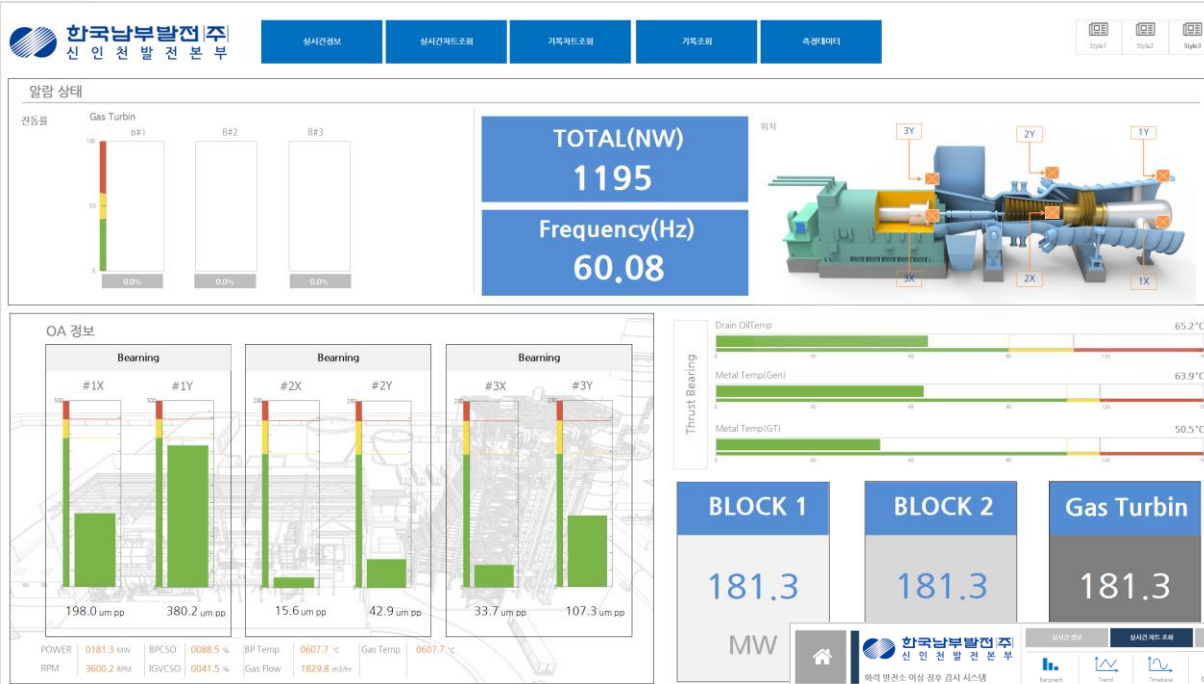 한국남부발전(주)
신인천발전본부
실시간정보
실시간차트조회
기록차트조회
기록조회
측정데이터
Style1
Style2
Style3
알람 상태
진동률
Gas Turbin
B#1
B#2
B#3
100
50
0
0.0%
0.0%
0.0%
TOTAL(NW)
1195
Frequency(Hz)
60.08
위치
3Y
2Y
1Y
3X
2X
1X
OA 정보
Bearning
Bearning
Bearning
#1X
#1Y
#2X
#2Y
#3X
#3Y
500
500
280
280
280
280
198.0 um pp
380.2 um pp
15.6 um pp
42.9 um pp
33.7 um pp
107.3 um pp
POWER 0181.3 MW BPCSO 0088.5 % BP Temp 0607.7 ℃ Gas Temp 0607.7 ℃
RPM 3600.2 RPM IGVCSO 0041.5 % Gas Flow 1829.8 m3/hr
Thrust Bearing
Drain OilTemp 65.2℃
Metal Temp(Gen) 63.9℃
Metal Temp(GT) 50.5℃
BLOCK 1
181.3
MW
BLOCK 2
181.3
Gas Turbin
181.3
한국남부발전(주)
신인천발전본부
화력 발전소 이상 징후 감시 시스템
실시간 정보
실시간 차트 조회
Bargraph
Trend
Timebase